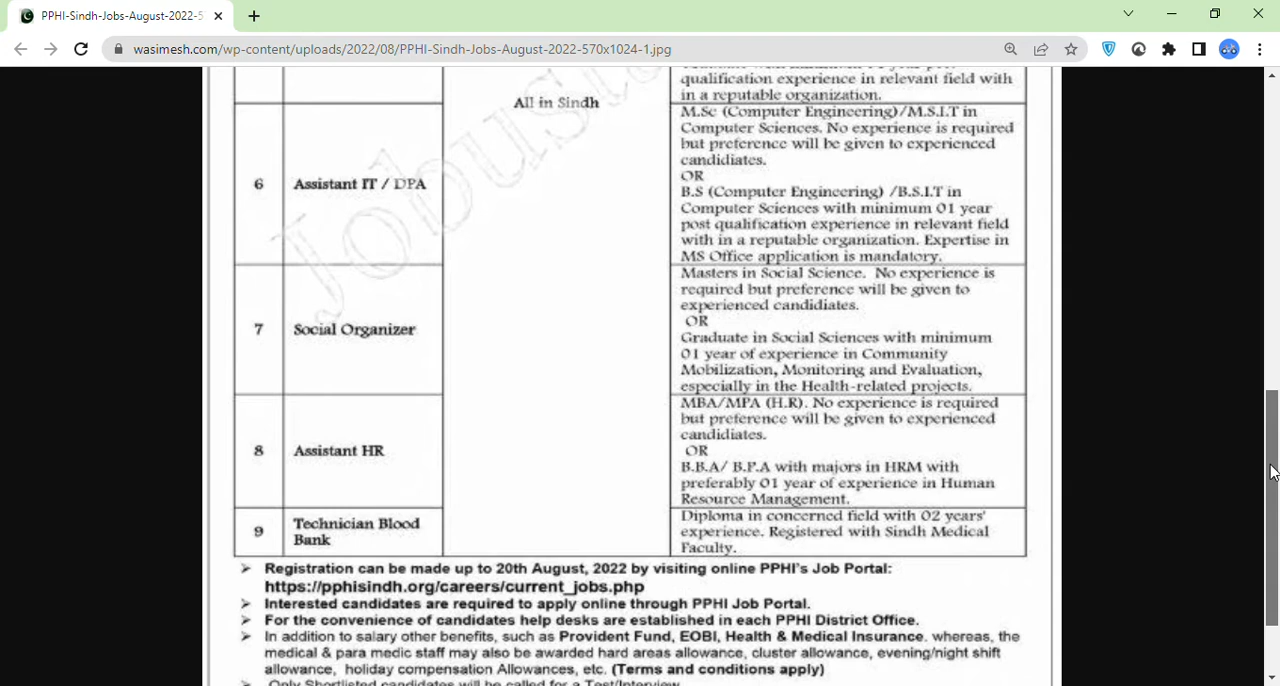 PPHI-Sindh-Jobs-August-2022-5
wasimesh.com/wp-content/uploads/2022/08/PPHI-Sindh-Jobs-August-2022-570x1024-1.jpg
qualification experience in relevant field with
in a reputable organization.
All in Sindh
6
Assistant IT / DPA
M.Sc (Computer Engineering)/M.S.I.T in
Computer Sciences. No experience is required
but preference will be given to experienced
candidiates.
OR
B.S (Computer Engineering) /B.S.I.T in
Computer Sciences with minimum 01 year
post qualification experience in relevant field
with in a reputable organization. Expertise in
MS Office application is mandatory.
7
Social Organizer
Masters in Social Science. No experience is
required but preference will be given to
experienced candidiates.
OR
Graduate in Social Sciences with minimum
01 year of experience in Community
Mobilization, Monitoring and Evaluation,
especially in the Health-related projects.
8
Assistant HR
MBA/MPA (H.R). No experience is required
but preference will be given to experienced
candidiates.
OR
B.B.A/ B.P.A with majors in HRM with
preferably 01 year of experience in Human
Resource Management.
9
Technician Blood
Bank
Diploma in concerned field with 02 years'
experience. Registered with Sindh Medical
Faculty.
➢ Registration can be made up to 20th August, 2022 by visiting online PPHI's Job Portal:
https://pphisindh.org/careers/current_jobs.php
➢ Interested candidates are required to apply online through PPHI Job Portal.
➢ For the convenience of candidates help desks are established in each PPHI District Office.
➢ In addition to salary other benefits, such as Provident Fund, EOBI, Health & Medical Insurance. whereas, the
medical & para medic staff may also be awarded hard areas allowance, cluster allowance, evening/night shift
allowance, holiday compensation Allowances, etc. (Terms and conditions apply)
➢ Only Shortlisted candidates will be called for a Test/Interview